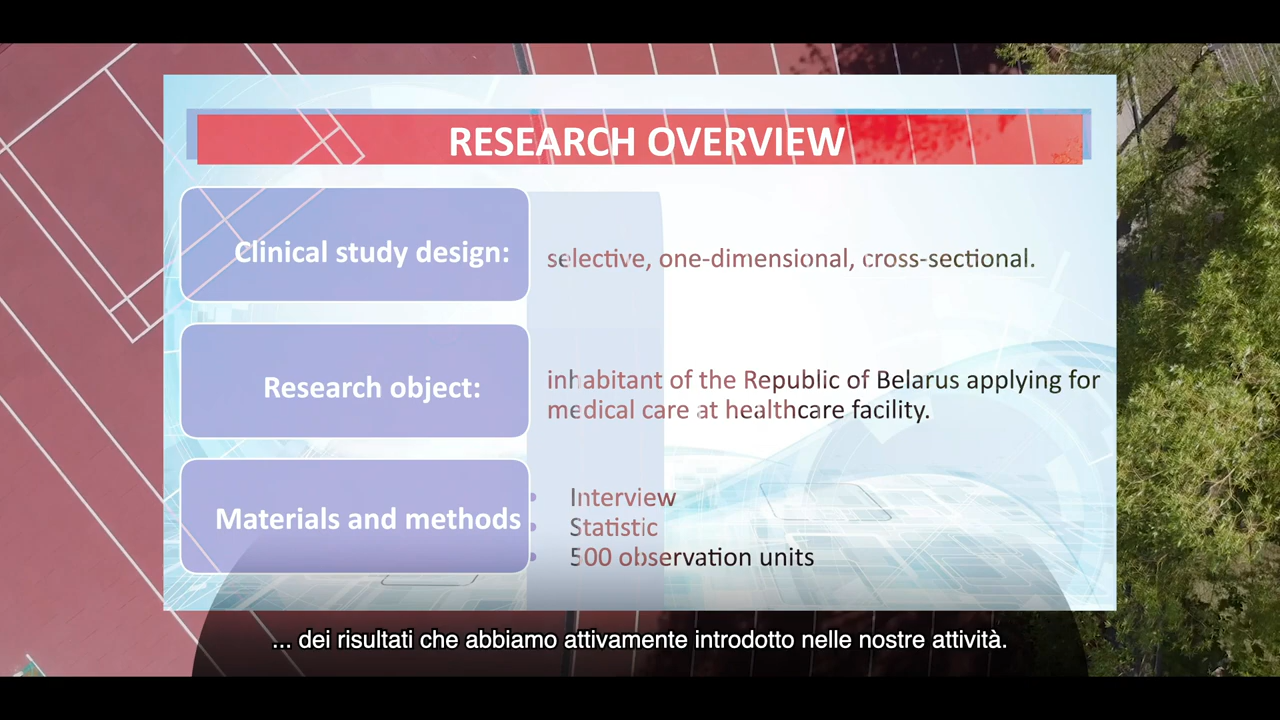 RESEARCH OVERVIEW
Clinical study design:
selective, one-dimensional, cross-sectional.
Research object:
inhabitant of the Republic of Belarus applying for
medical care at healthcare facility.
Materials and methods
Interview
Statistic
500 observation units
... dei risultati che abbiamo attivamente introdotto nelle nostre attività.